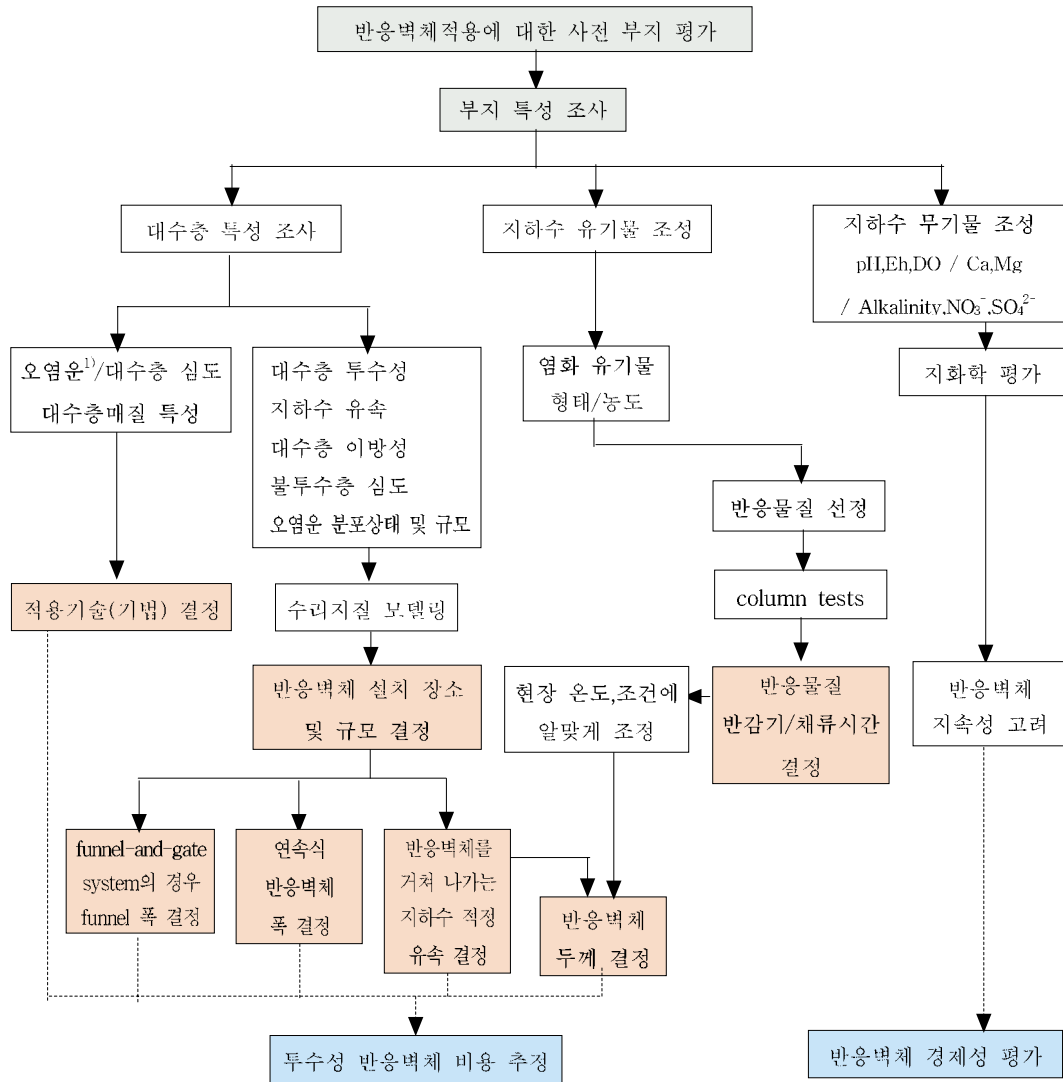 반응벽체적용에 대한 사전 부지 평가
부지 특성 조사
대수층 특성 조사
지하수 유기물 조성
지하수 무기물 조성
pH,Eh,DO / Ca,Mg
/ Alkalinity,NO₃⁻,SO₄²⁻
오염운¹⁾/대수층 심도
대수층매질 특성
대수층 투수성
지하수 유속
대수층 이방성
불투수층 심도
오염운 분포상태 및 규모
염화 유기물
형태/농도
지화학 평가
반응물질 선정
적용기술(기법) 결정
수리지질 모델링
column tests
반응벽체 설치 장소
및 규모 결정
현장 온도,조건에
알맞게 조정
반응물질
반감기/채류시간
결정
반응벽체
지속성 고려
funnel-and-gate
system의 경우
funnel 폭 결정
연속식
반응벽체
폭 결정
반응벽체를
거쳐 나가는
지하수 적정
유속 결정
반응벽체
두께 결정
투수성 반응벽체 비용 추정
반응벽체 경제성 평가